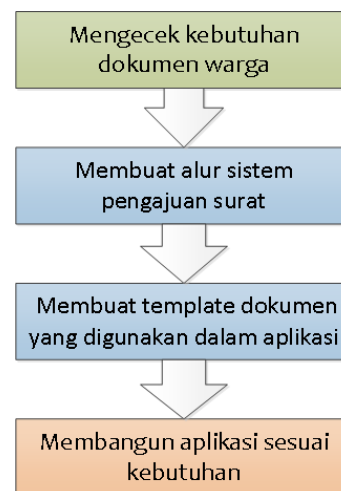 Mengecek kebutuhan
dokumen warga
Membuat alur sistem
pengajuan surat
Membuat template dokumen
yang digunakan dalam aplikasi
Membangun aplikasi sesuai
kebutuhan